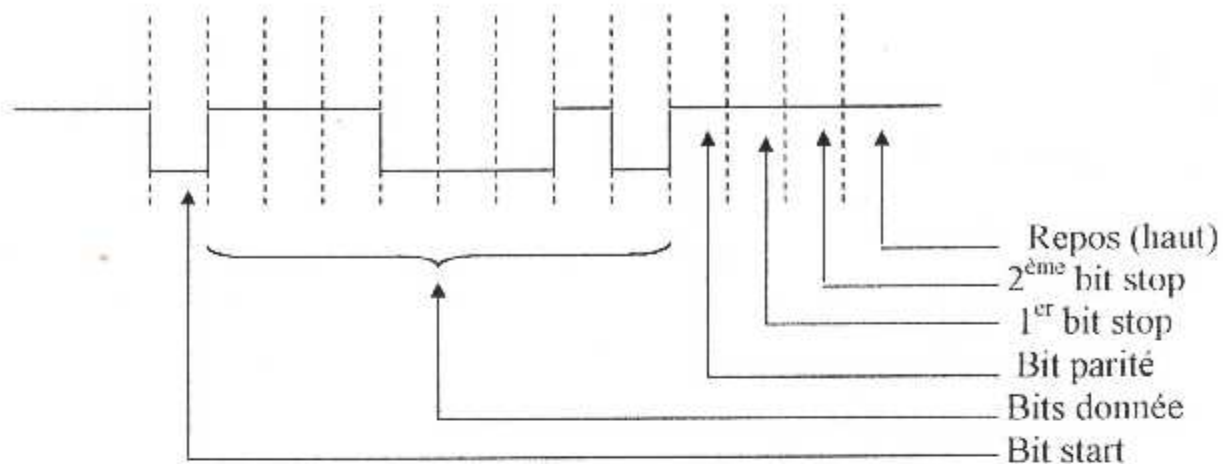 Repos (haut)
2ème bit stop
1er bit stop
Bit parité
Bits donnée
Bit start